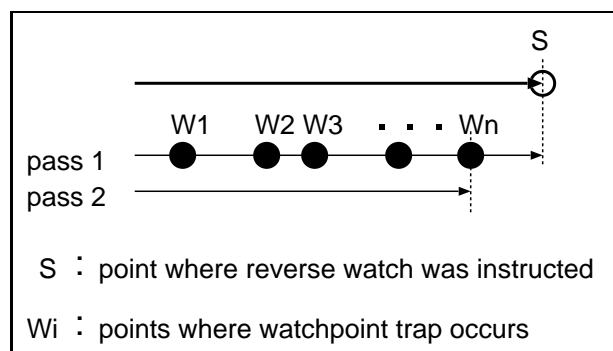 S
W1 W2 W3 · · · Wn
pass 1
pass 2
S : point where reverse watch was instructed
Wi : points where watchpoint trap occurs